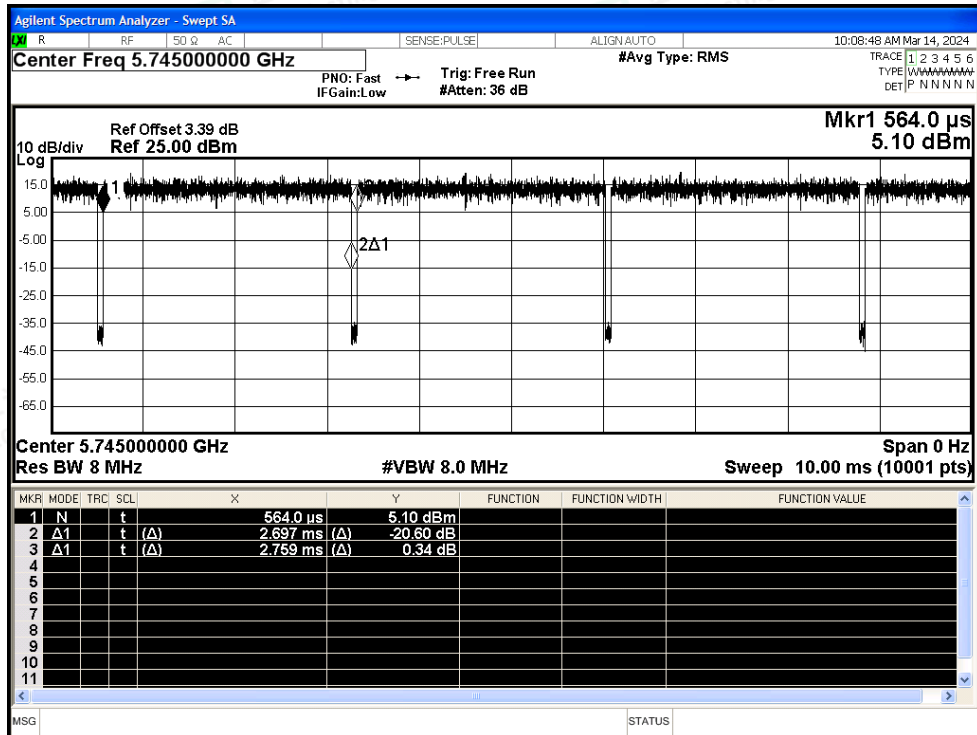 Agilent Spectrum Analyzer - Swept SA
LXI R RF 50 Ω AC SENSE:PULSE ALIGN AUTO 10:08:48 AM Mar 14, 2024
Center Freq 5.745000000 GHz
PNO: Fast
IFGain:Low
Trig: Free Run
#Atten: 36 dB
#Avg Type: RMS
TRACE 1 2 3 4 5 6
TYPE
DET P N N N N N
Mkr1 564.0 µs
5.10 dBm
Ref Offset 3.39 dB
10 dB/div Ref 25.00 dBm
Log
15.0
5.00
-5.00
-15.0
-25.0
-35.0
-45.0
-55.0
-65.0
1
2Δ1
Center 5.745000000 GHz Span 0 Hz
Res BW 8 MHz #VBW 8.0 MHz Sweep 10.00 ms (10001 pts)
MKR MODE TRC SCL X Y FUNCTION FUNCTION WIDTH FUNCTION VALUE
1 N t 564.0 µs 5.10 dBm
2 Δ1 t (Δ) 2.697 ms (Δ) -20.60 dB
3 Δ1 t (Δ) 2.759 ms (Δ) 0.34 dB
4
5
6
7
8
9
10
11
MSG STATUS